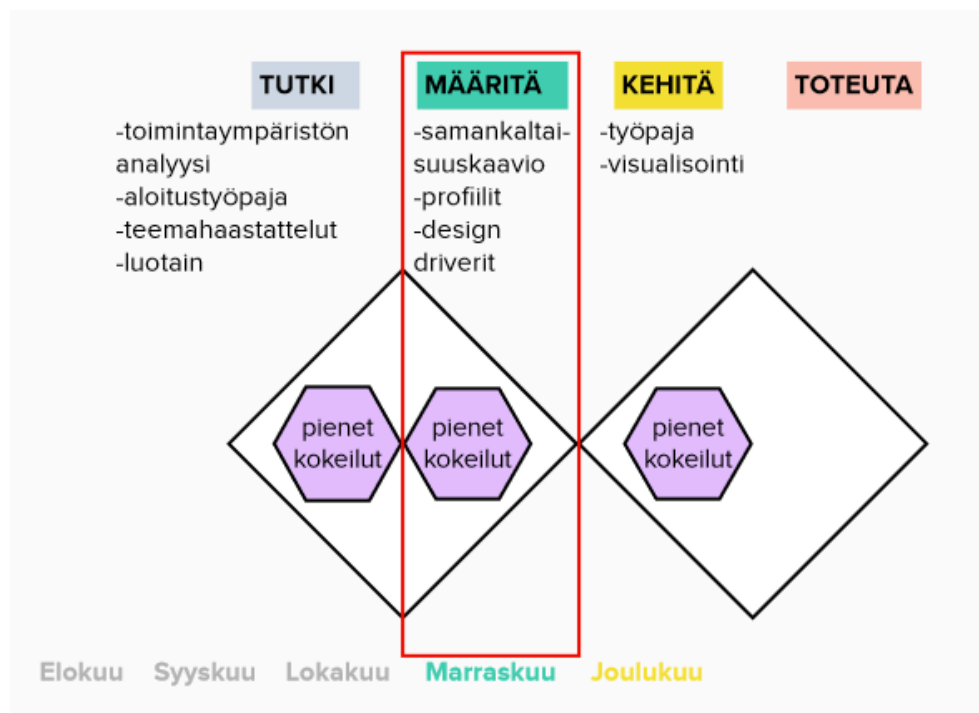 TUTKI
-toimintaympäristön
analyysi
-aloitustyöpaja
-teemahaastattelut
-luotain
MÄÄRITÄ
-samankaltai-
suuskaavio
-profiilit
-design
driverit
KEHITÄ
-työpaja
-visualisointi
TOTEUTA
pienet
kokeilut
pienet
kokeilut
pienet
kokeilut
Elokuu Syyskuu Lokakuu Marraskuu Joulukuu